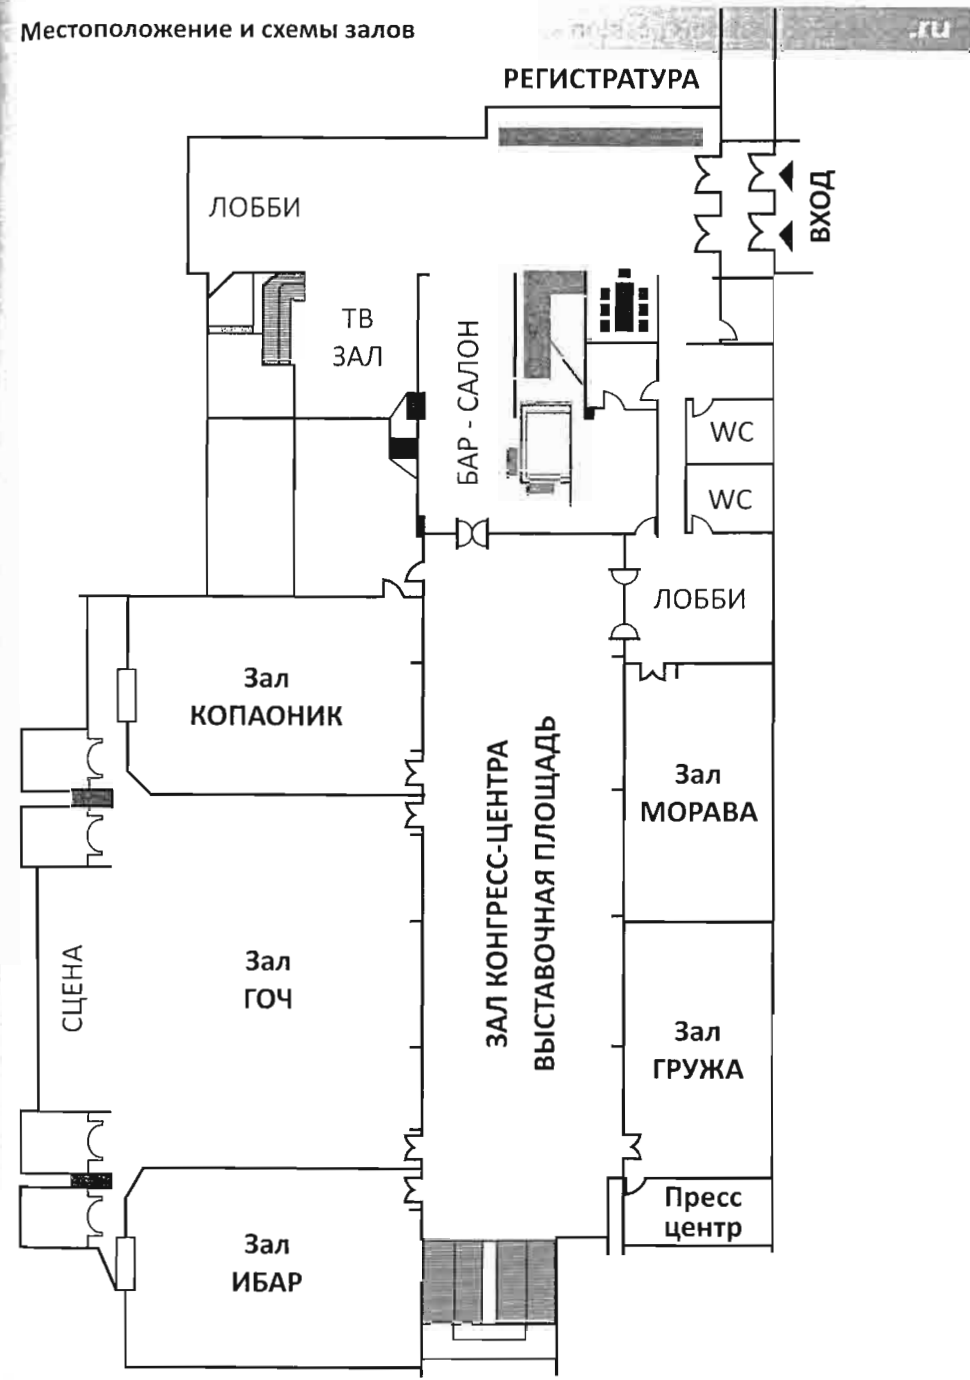 Местоположение и схемы залов
.ru
РЕГИСТРАТУРА
ВХОД
ЛОББИ
ТВ
ЗАЛ
БАР - САЛОН
WC
WC
ЛОББИ
Зал
КОПАОНИК
ЗАЛ КОНГРЕСС-ЦЕНТРА
ВЫСТАВОЧНАЯ ПЛОЩАДЬ
Зал
МОРАВА
СЦЕНА
Зал
ГОЧ
Зал
ГРУЖА
Пресс
центр
Зал
ИБАР